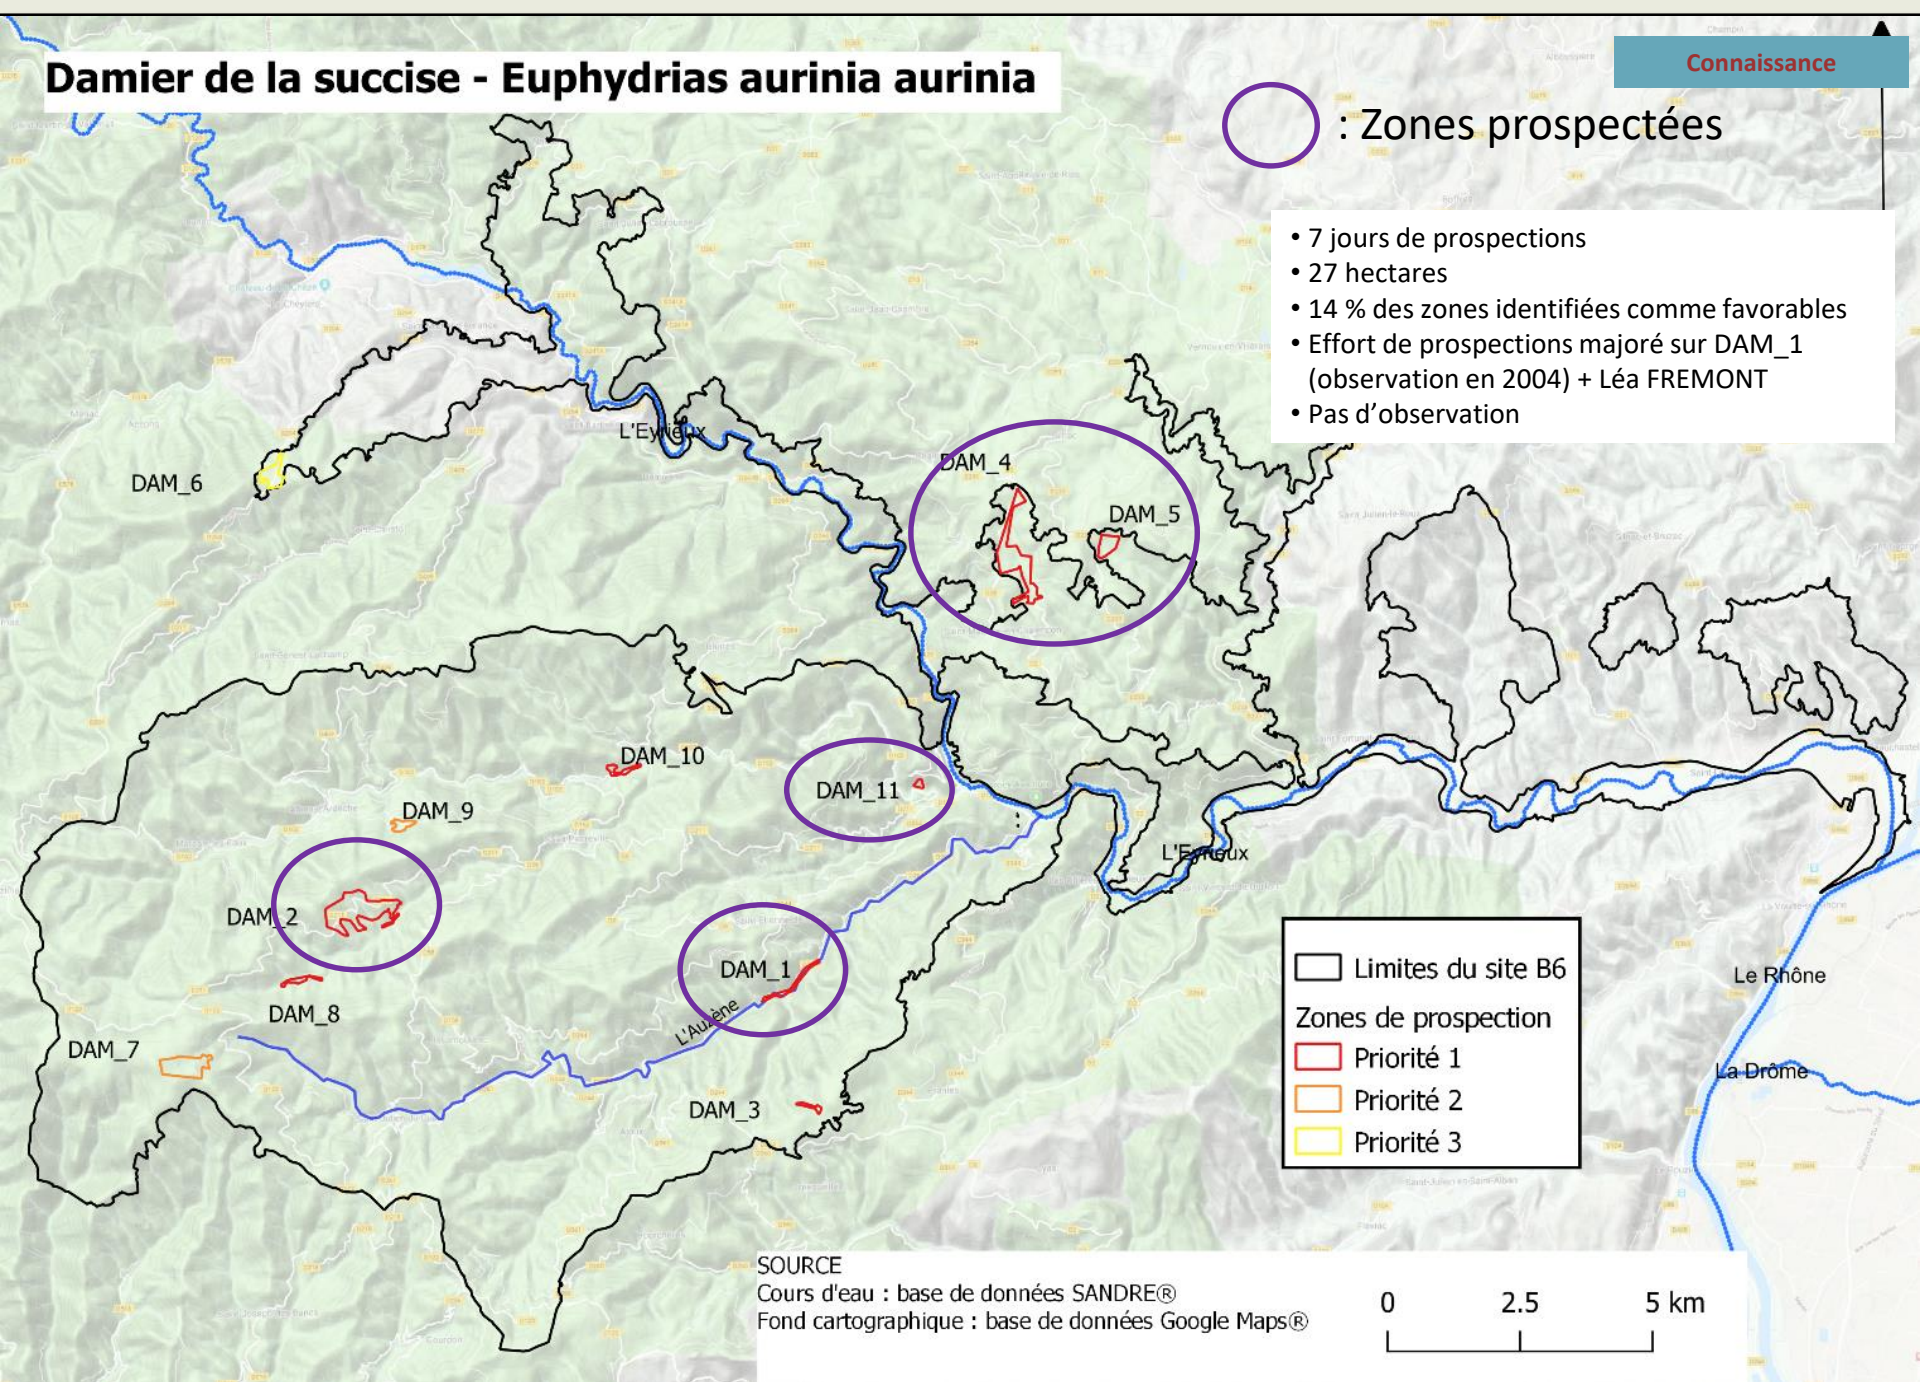 Damier de la succise - Euphydrias aurinia aurinia
Connaissance
: Zones prospectées
• 7 jours de prospections
• 27 hectares
• 14 % des zones identifiées comme favorables
• Effort de prospections majoré sur DAM_1
(observation en 2004) + Léa FREMONT
• Pas d'observation
L'Eyrieux
DAM_4
DAM_6
DAM_5
DAM_10
DAM_11
DAM_9
L'Eyrieux
DAM_2
DAM_1
DAM_8
L'Auzène
DAM_7
DAM_3
Le Rhône
La Drôme
Limites du site B6
Zones de prospection
Priorité 1
Priorité 2
Priorité 3
SOURCE
Cours d'eau : base de données SANDRE®
Fond cartographique : base de données Google Maps®
0 2.5 5 km